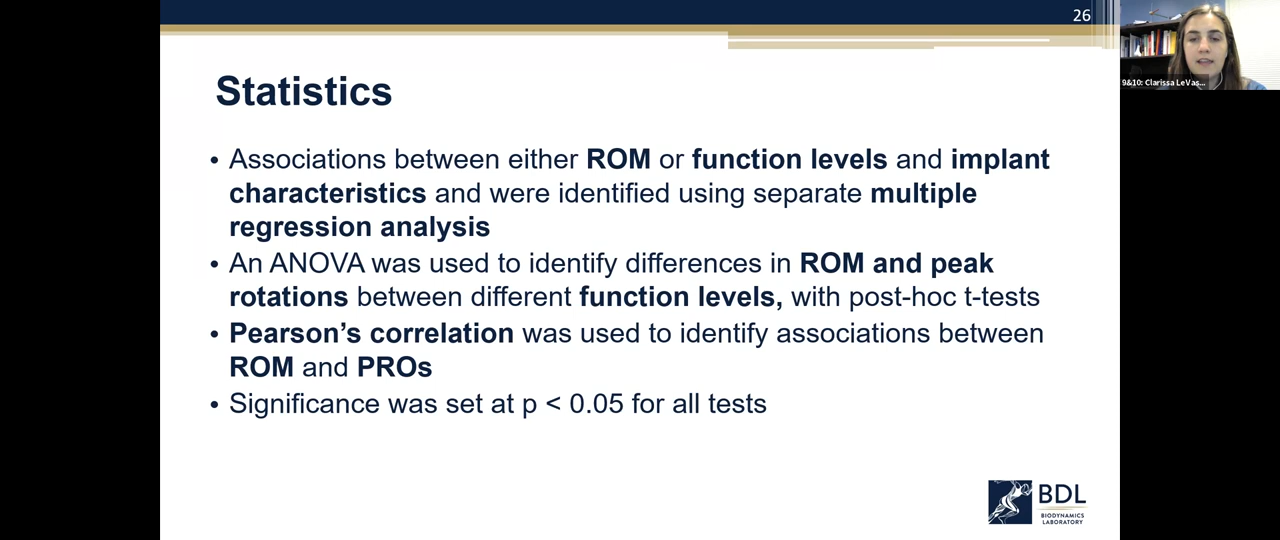 26
9&10: Clarissa LeVas...
Statistics
• Associations between either ROM or function levels and implant
characteristics and were identified using separate multiple
regression analysis
• An ANOVA was used to identify differences in ROM and peak
rotations between different function levels, with post-hoc t-tests
• Pearson’s correlation was used to identify associations between
ROM and PROs
• Significance was set at p < 0.05 for all tests
BDL
BIODYNAMICS
LABORATORY